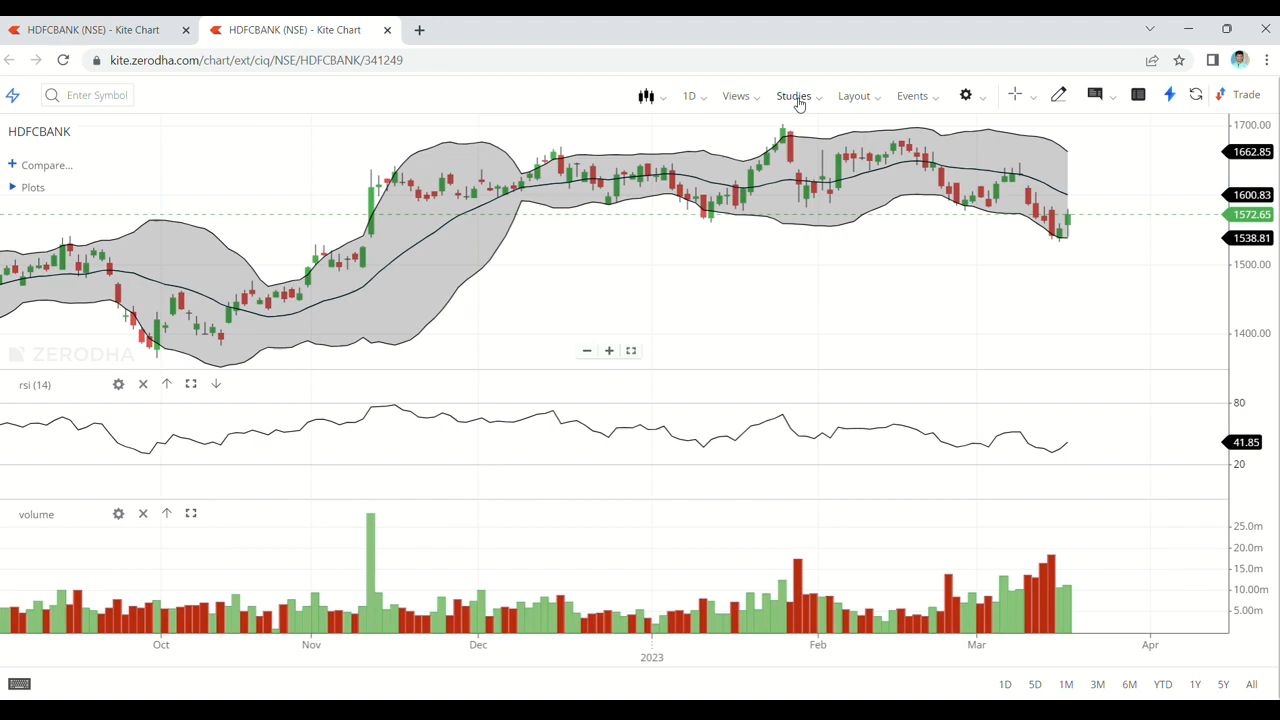 HDFCBANK (NSE) - Kite Chart
HDFCBANK (NSE) - Kite Chart
kite.zerodha.com/chart/ext/ciq/NSE/HDFCBANK/341249
Enter Symbol
1D
Views
Studies
Layout
Events
Trade
HDFCBANK
Compare...
Plots
1700.00
1662.85
1600.83
1572.65
1538.81
1500.00
1400.00
ZERODHA
rsi (14)
80
41.85
20
volume
25.0m
20.0m
15.0m
10.00m
5.00m
Oct
Nov
Dec
2023
Feb
Mar
Apr
1D
5D
1M
3M
6M
YTD
1Y
5Y
All